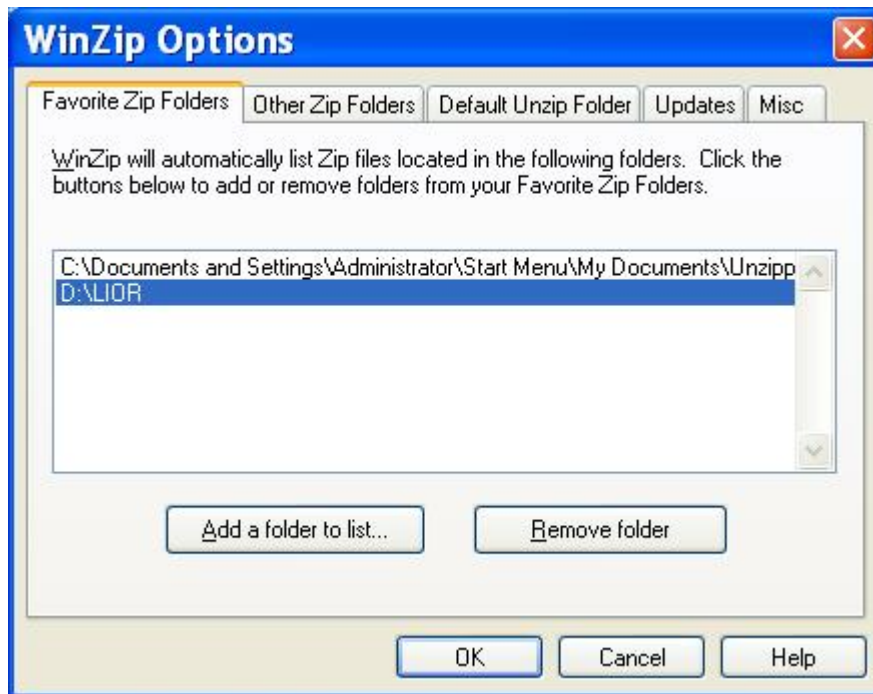 WinZip Options
Favorite Zip Folders Other Zip Folders Default Unzip Folder Updates Misc
WinZip will automatically list Zip files located in the following folders. Click the
buttons below to add or remove folders from your Favorite Zip Folders.
C:\Documents and Settings\Administrator\Start Menu\My Documents\Unzipp
D:\LIOR
Add a folder to list... Remove folder
OK Cancel Help